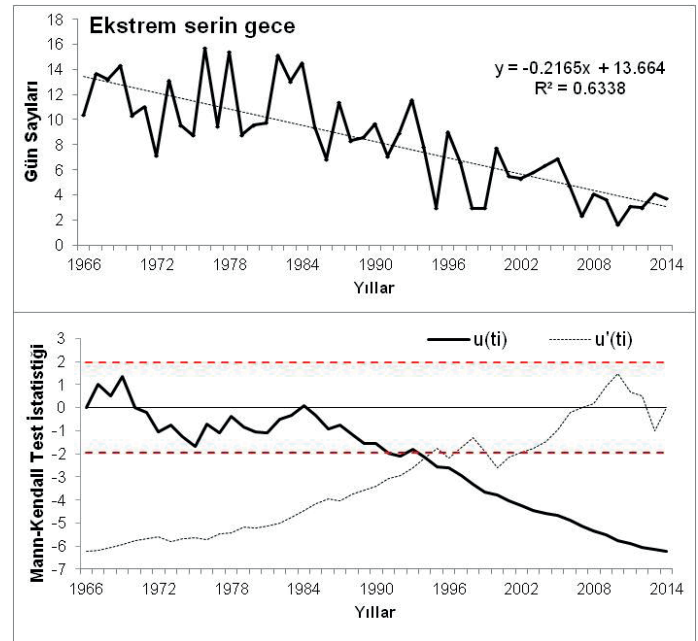 Ekstrem serin gece
y = -0.2165x + 13.664
R² = 0.6338
18
16
14
12
10
8
6
4
2
0
Gün Sayıları
1966 1972 1978 1984 1990 1996 2002 2008 2014
Yıllar
u(ti) u'(ti)
3
2
1
0
-1
-2
-3
-4
-5
-6
-7
Mann-Kendall Test İstatistiği
1966 1972 1978 1984 1990 1996 2002 2008 2014
Yıllar